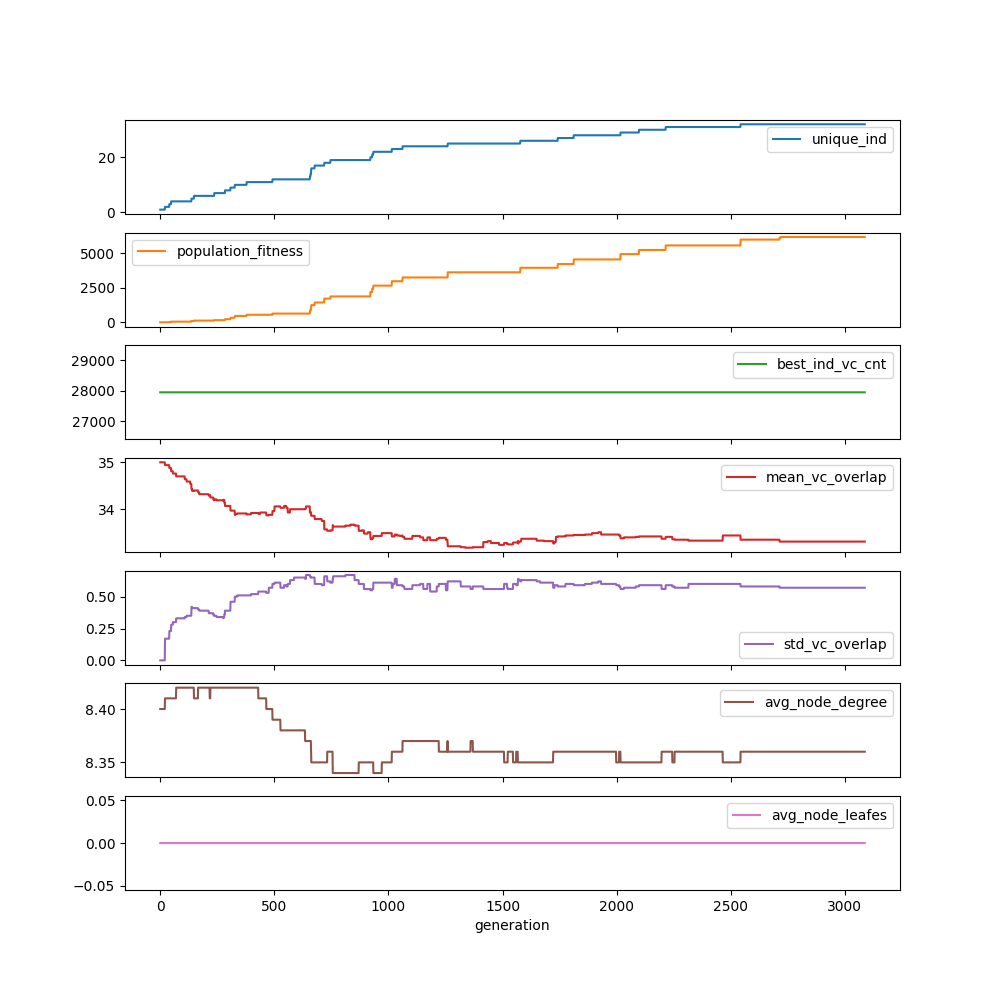 20
0
unique_ind
5000
2500
0
population_fitness
29000
28000
27000
best_ind_vc_cnt
35
34
mean_vc_overlap
0.50
0.25
0.00
std_vc_overlap
8.40
8.35
avg_node_degree
0.05
0.00
−0.05
avg_node_leafes
0 500 1000 1500 2000 2500 3000
generation